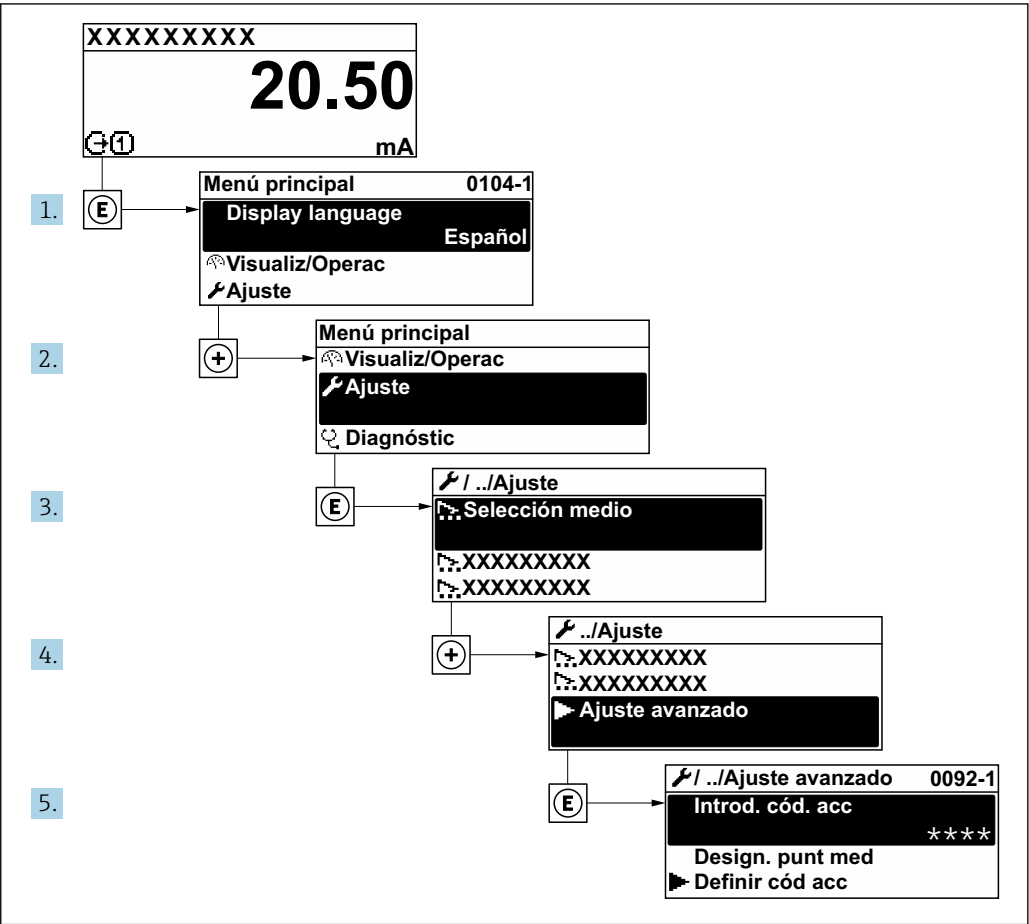 XXXXXXXXX
20.50
1 mA
1. E
Menú principal 0104-1
Display language
Español
Visualiz/Operac
Ajuste
2. +
Menú principal
Visualiz/Operac
Ajuste
Diagnóstic
3. E
/ ../Ajuste
Selección medio
XXXXXXXXX
XXXXXXXXX
4. +
../Ajuste
XXXXXXXXX
XXXXXXXXX
Ajuste avanzado
5. E
/ ../Ajuste avanzado 0092-1
Introd. cód. acc
****
Design. punt med
Definir cód acc